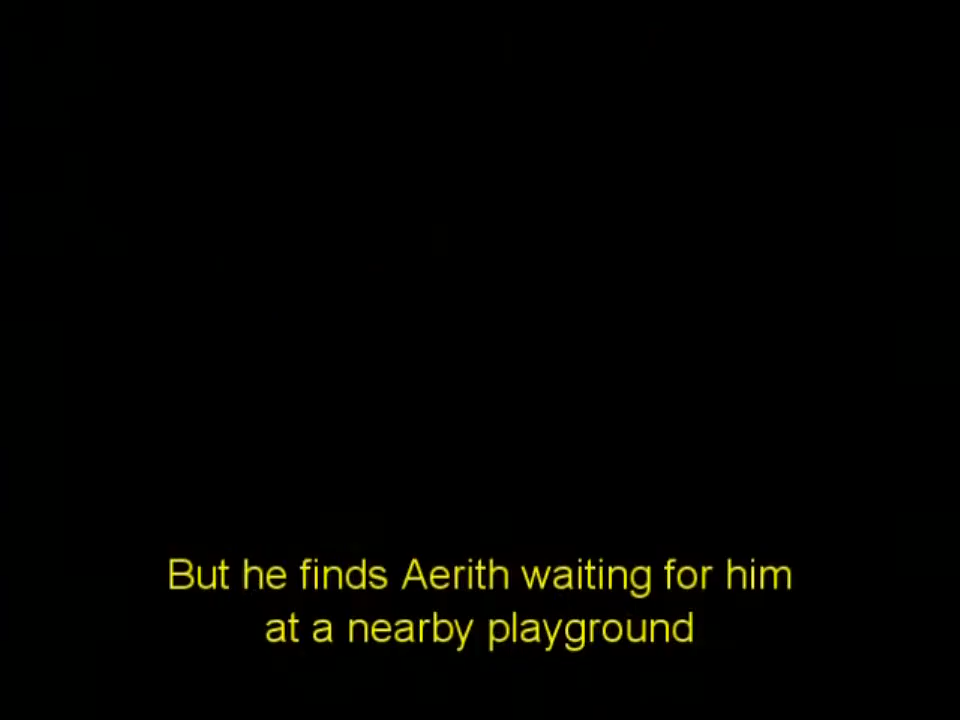 But he finds Aerith waiting for him
at a nearby playground